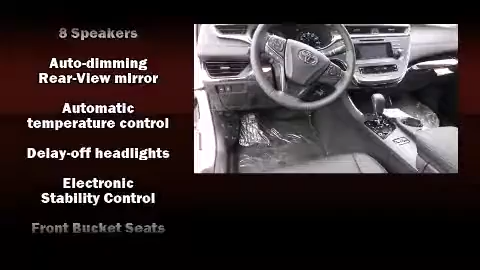 8 Speakers
Auto-dimming
Rear-View mirror
Automatic
temperature control
Delay-off headlights
Electronic
Stability Control
Front Bucket Seats